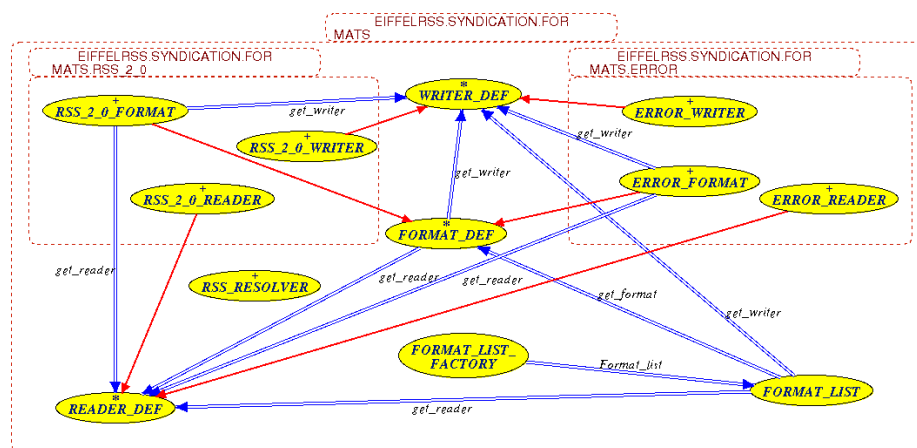 EIFFELRSS.SYNDICATION.FOR
MATS
EIFFELRSS.SYNDICATION.FOR
MATS.RSS_2_0
EIFFELRSS.SYNDICATION.FOR
MATS.ERROR
+
RSS_2_0_FORMAT
get_writer
*
WRITER_DEF
+
ERROR_WRITER
+
RSS_2_0_WRITER
get_writer
get_writer
+
ERROR_FORMAT
+
RSS_2_0_READER
+
ERROR_READER
*
FORMAT_DEF
get_reader
+
RSS_RESOLVER
get_reader
get_reader
get_format
get_writer
FORMAT_LIST_
FACTORY
Format_list
FORMAT_LIST
*
READER_DEF
get_reader